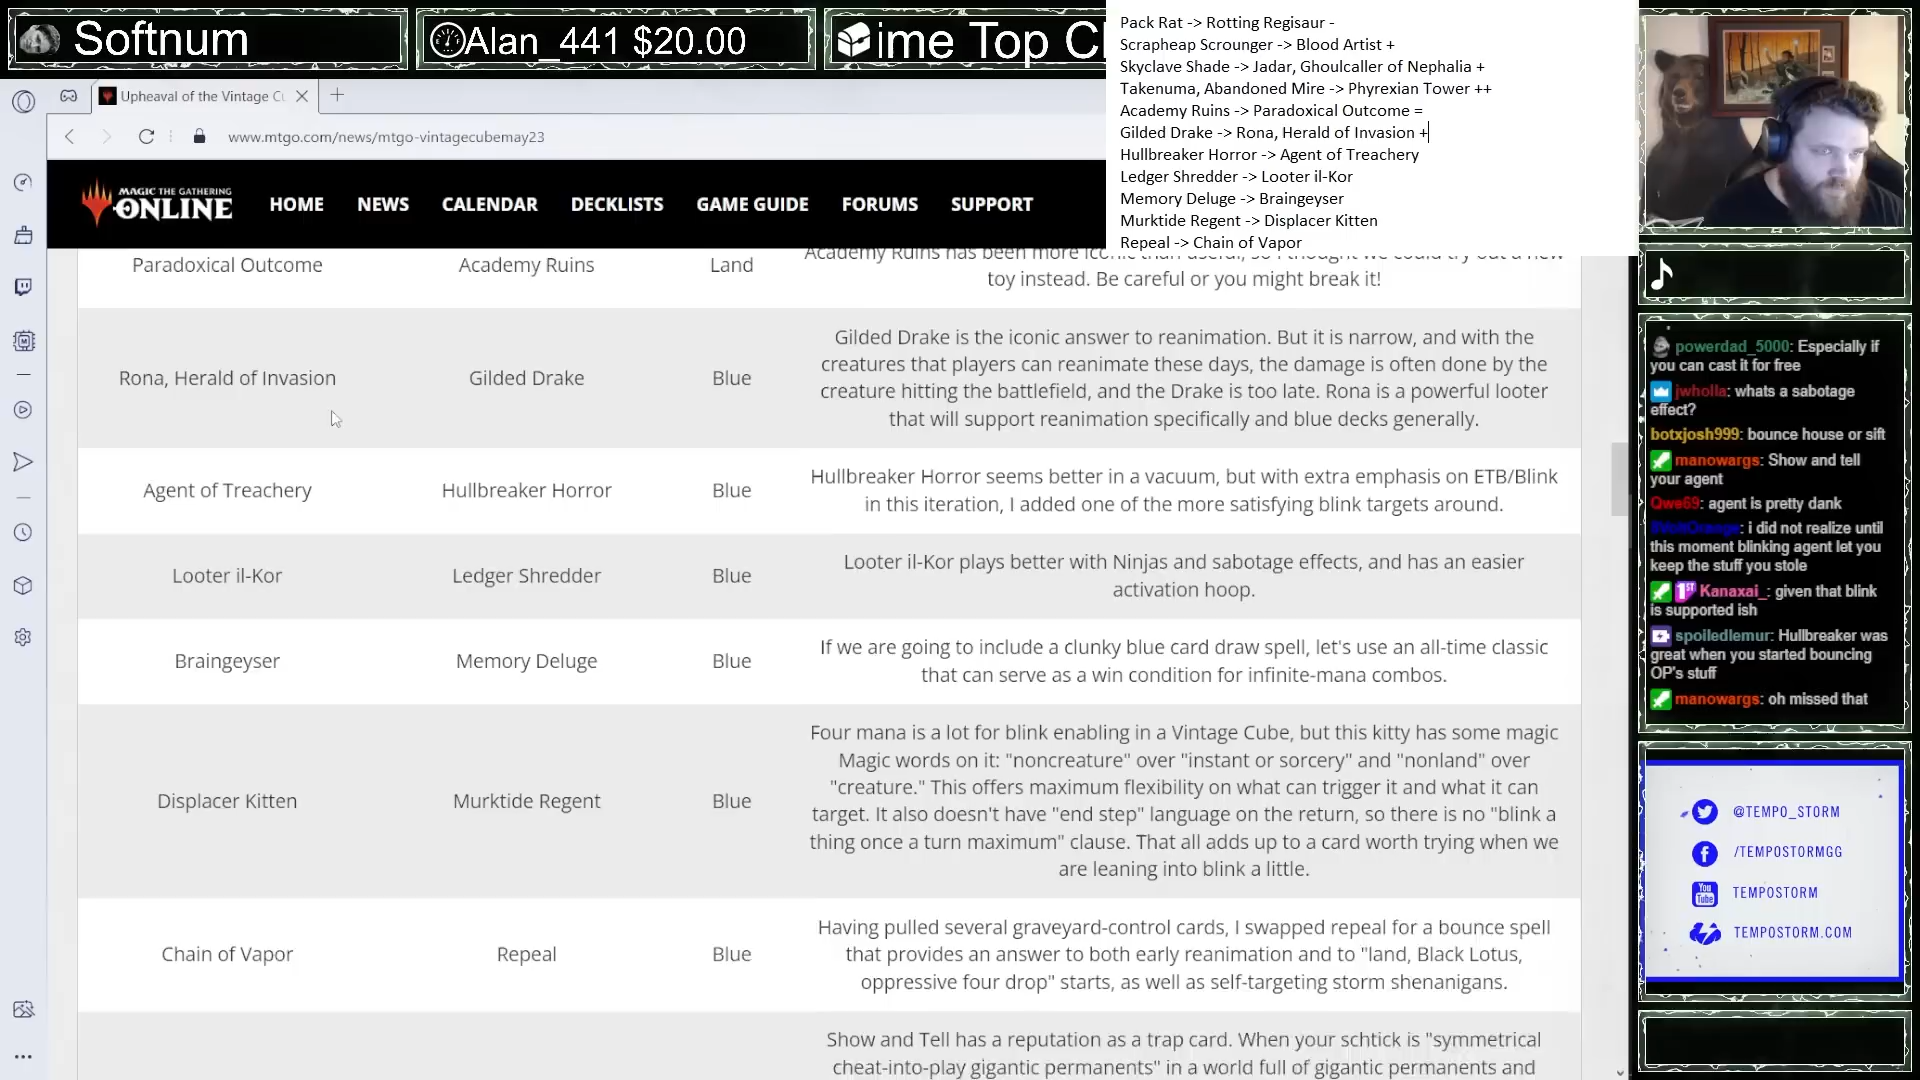 Softnum
Alan_441 $20.00
ime Top C
Pack Rat -> Rotting Regisaur -
Scrapheap Scrounger -> Blood Artist +
Skyclave Shade -> Jadar, Ghoulcaller of Nephalia +
Takenuma, Abandoned Mire -> Phyrexian Tower ++
Academy Ruins -> Paradoxical Outcome =
Gilded Drake -> Rona, Herald of Invasion +
Hullbreaker Horror -> Agent of Treachery
Ledger Shredder -> Looter il-Kor
Memory Deluge -> Braingeyser
Murktide Regent -> Displacer Kitten
Repeal -> Chain of Vapor
Upheaval of the Vintage Cu
www.mtgo.com/news/mtgo-vintagecubemay23
MAGIC THE GATHERING
ONLINE
HOME NEWS CALENDAR DECKLISTS GAME GUIDE FORUMS SUPPORT
Paradoxical Outcome Academy Ruins Land
Academy Ruins has been more iconic than useful, so I thought we could try out a new
toy instead. Be careful or you might break it!
Rona, Herald of Invasion Gilded Drake Blue
Gilded Drake is the iconic answer to reanimation. But it is narrow, and with the
creatures that players can reanimate these days, the damage is often done by the
creature hitting the battlefield, and the Drake is too late. Rona is a powerful looter
that will support reanimation specifically and blue decks generally.
Agent of Treachery Hullbreaker Horror Blue
Hullbreaker Horror seems better in a vacuum, but with extra emphasis on ETB/Blink
in this iteration, I added one of the more satisfying blink targets around.
Looter il-Kor Ledger Shredder Blue
Looter il-Kor plays better with Ninjas and sabotage effects, and has an easier
activation hoop.
Braingeyser Memory Deluge Blue
If we are going to include a clunky blue card draw spell, let's use an all-time classic
that can serve as a win condition for infinite-mana combos.
Displacer Kitten Murktide Regent Blue
Four mana is a lot for blink enabling in a Vintage Cube, but this kitty has some magic
Magic words on it: "noncreature" over "instant or sorcery" and "nonland" over
"creature." This offers maximum flexibility on what can trigger it and what it can
target. It also doesn't have "end step" language on the return, so there is no "blink a
thing once a turn maximum" clause. That all adds up to a card worth trying when we
are leaning into blink a little.
Chain of Vapor Repeal Blue
Having pulled several graveyard-control cards, I swapped repeal for a bounce spell
that provides an answer to both early reanimation and to "land, Black Lotus,
oppressive four drop" starts, as well as self-targeting storm shenanigans.
Show and Tell has a reputation as a trap card. When your schtick is "symmetrical
cheat-into-play gigantic permanents" in a world full of gigantic permanents and
powerdad_5000: Especially if
you can cast it for free
jwholla: whats a sabotage
effect?
botxjosh999: bounce house or sift
manowargs: Show and tell
your agent
Qwe69: agent is pretty dank
: i did not realize until
this moment blinking agent let you
keep the stuff you stole
Kanaxai_: given that blink
is supported ish
spoiledlemur: Hullbreaker was
great when you started bouncing
OP's stuff
manowargs: oh missed that
@TEMPO_STORM
/TEMPOSTORMGG
You
Tube
TEMPOSTORM
TEMPOSTORM.COM